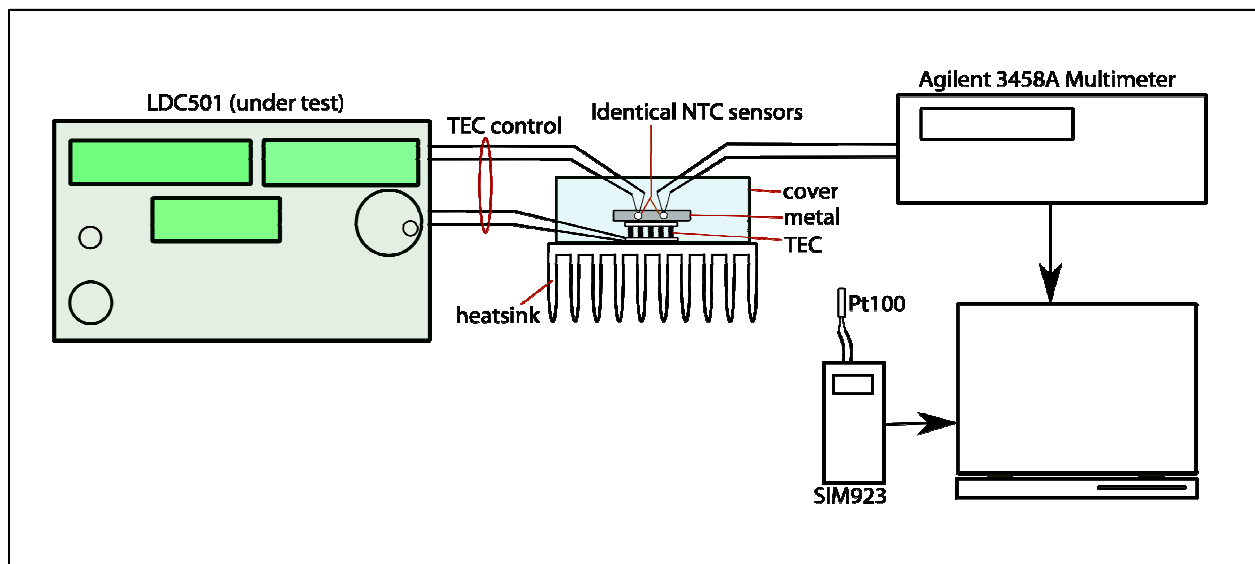 Agilent 3458A Multimeter
LDC501 (under test)
Identical NTC sensors
TEC control
cover
metal
TEC
heatsink
Pt100
SIM923